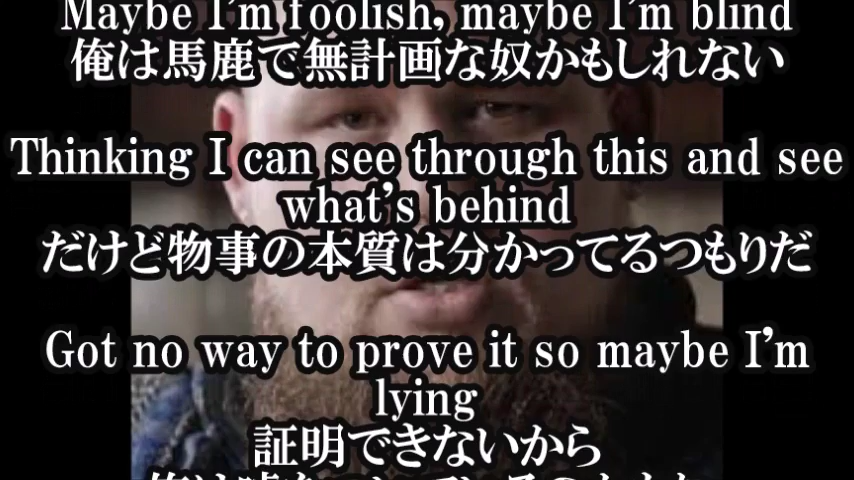 Maybe I'm foolish, maybe I'm blind
俺は馬鹿で無計画な奴かもしれない
Thinking I can see through this and see
what's behind
だけど物事の本質は分かってるつもりだ
Got no way to prove it so maybe I'm
lying
証明できないから